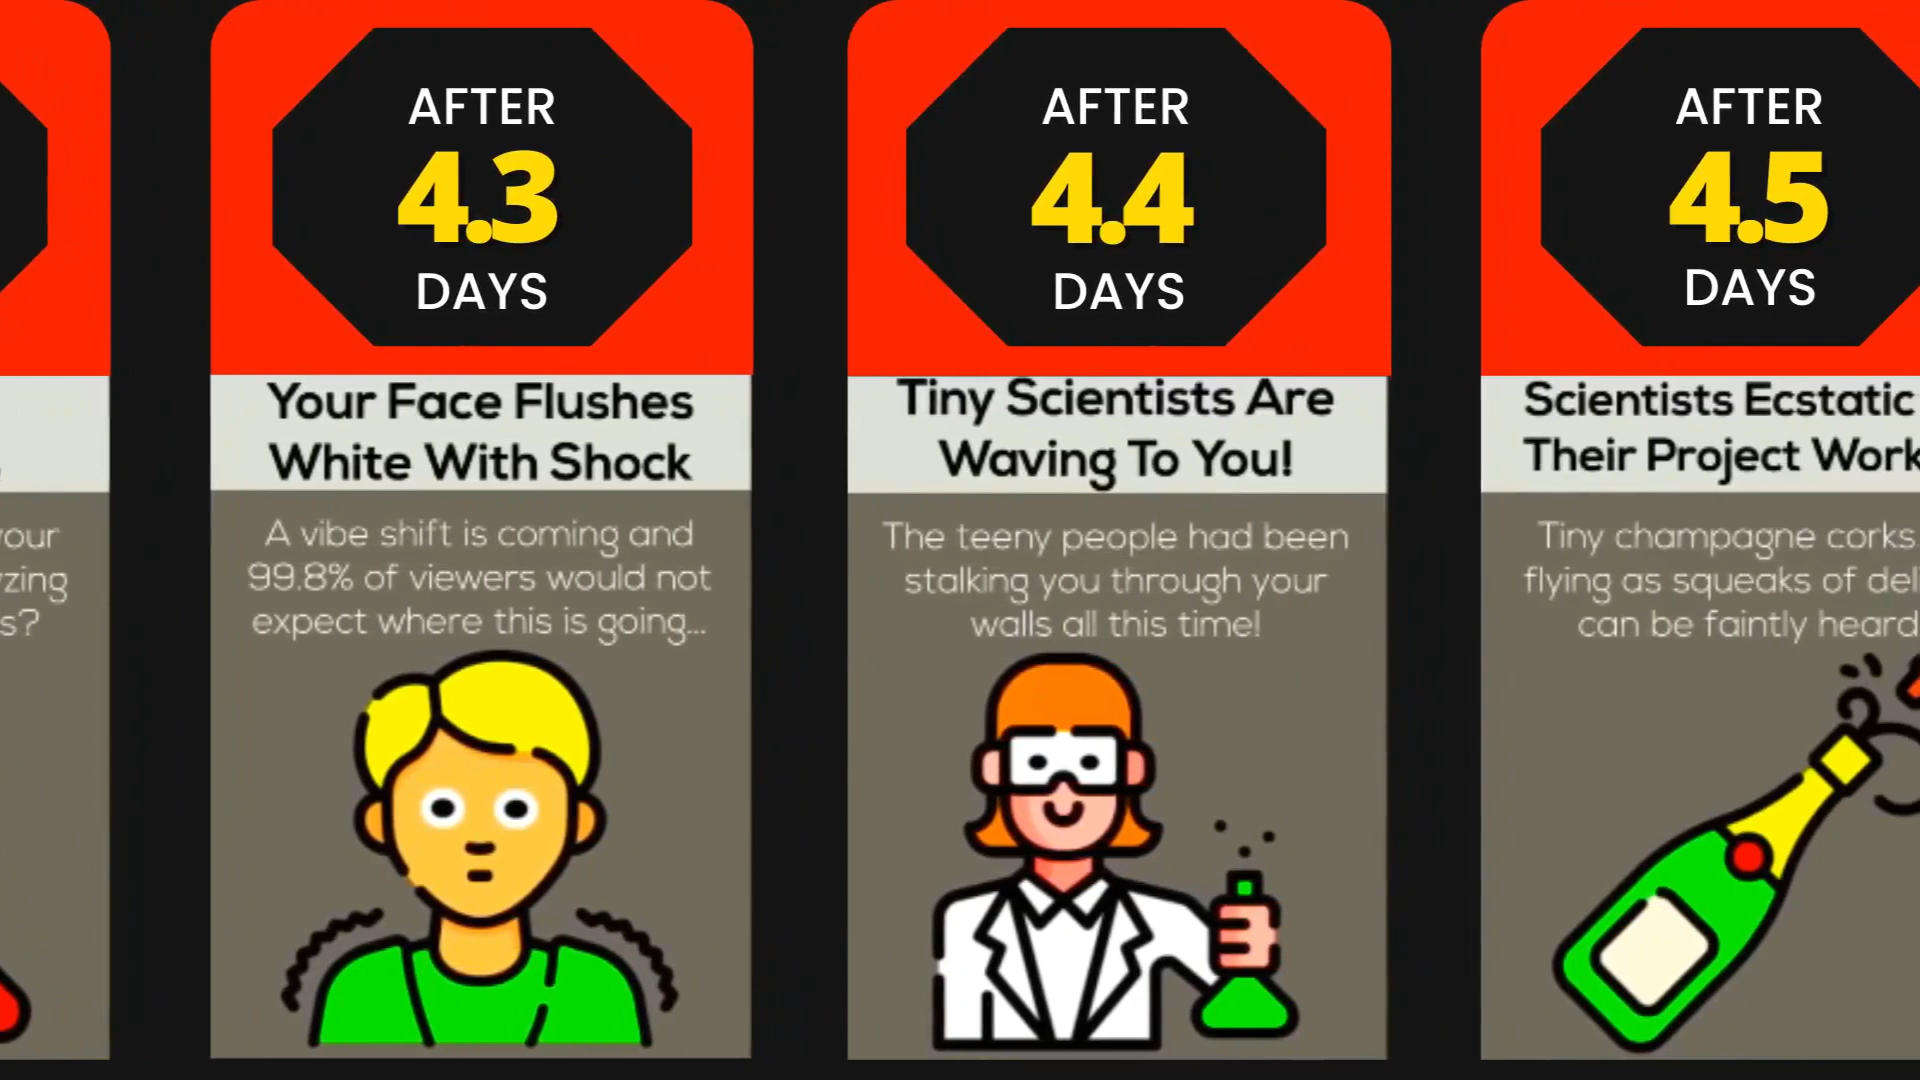 your
yzing
s?
AFTER
4.3
DAYS
Your Face Flushes
White With Shock
A vibe shift is coming and
99.8% of viewers would not
expect where this is going...
AFTER
4.4
DAYS
Tiny Scientists Are
Waving To You!
The teeny people had been
stalking you through your
walls all this time!
AFTER
4.5
DAYS
Scientists Ecstatic
Their Project Work
Tiny champagne corks
flying as squeaks of deli
can be faintly heard